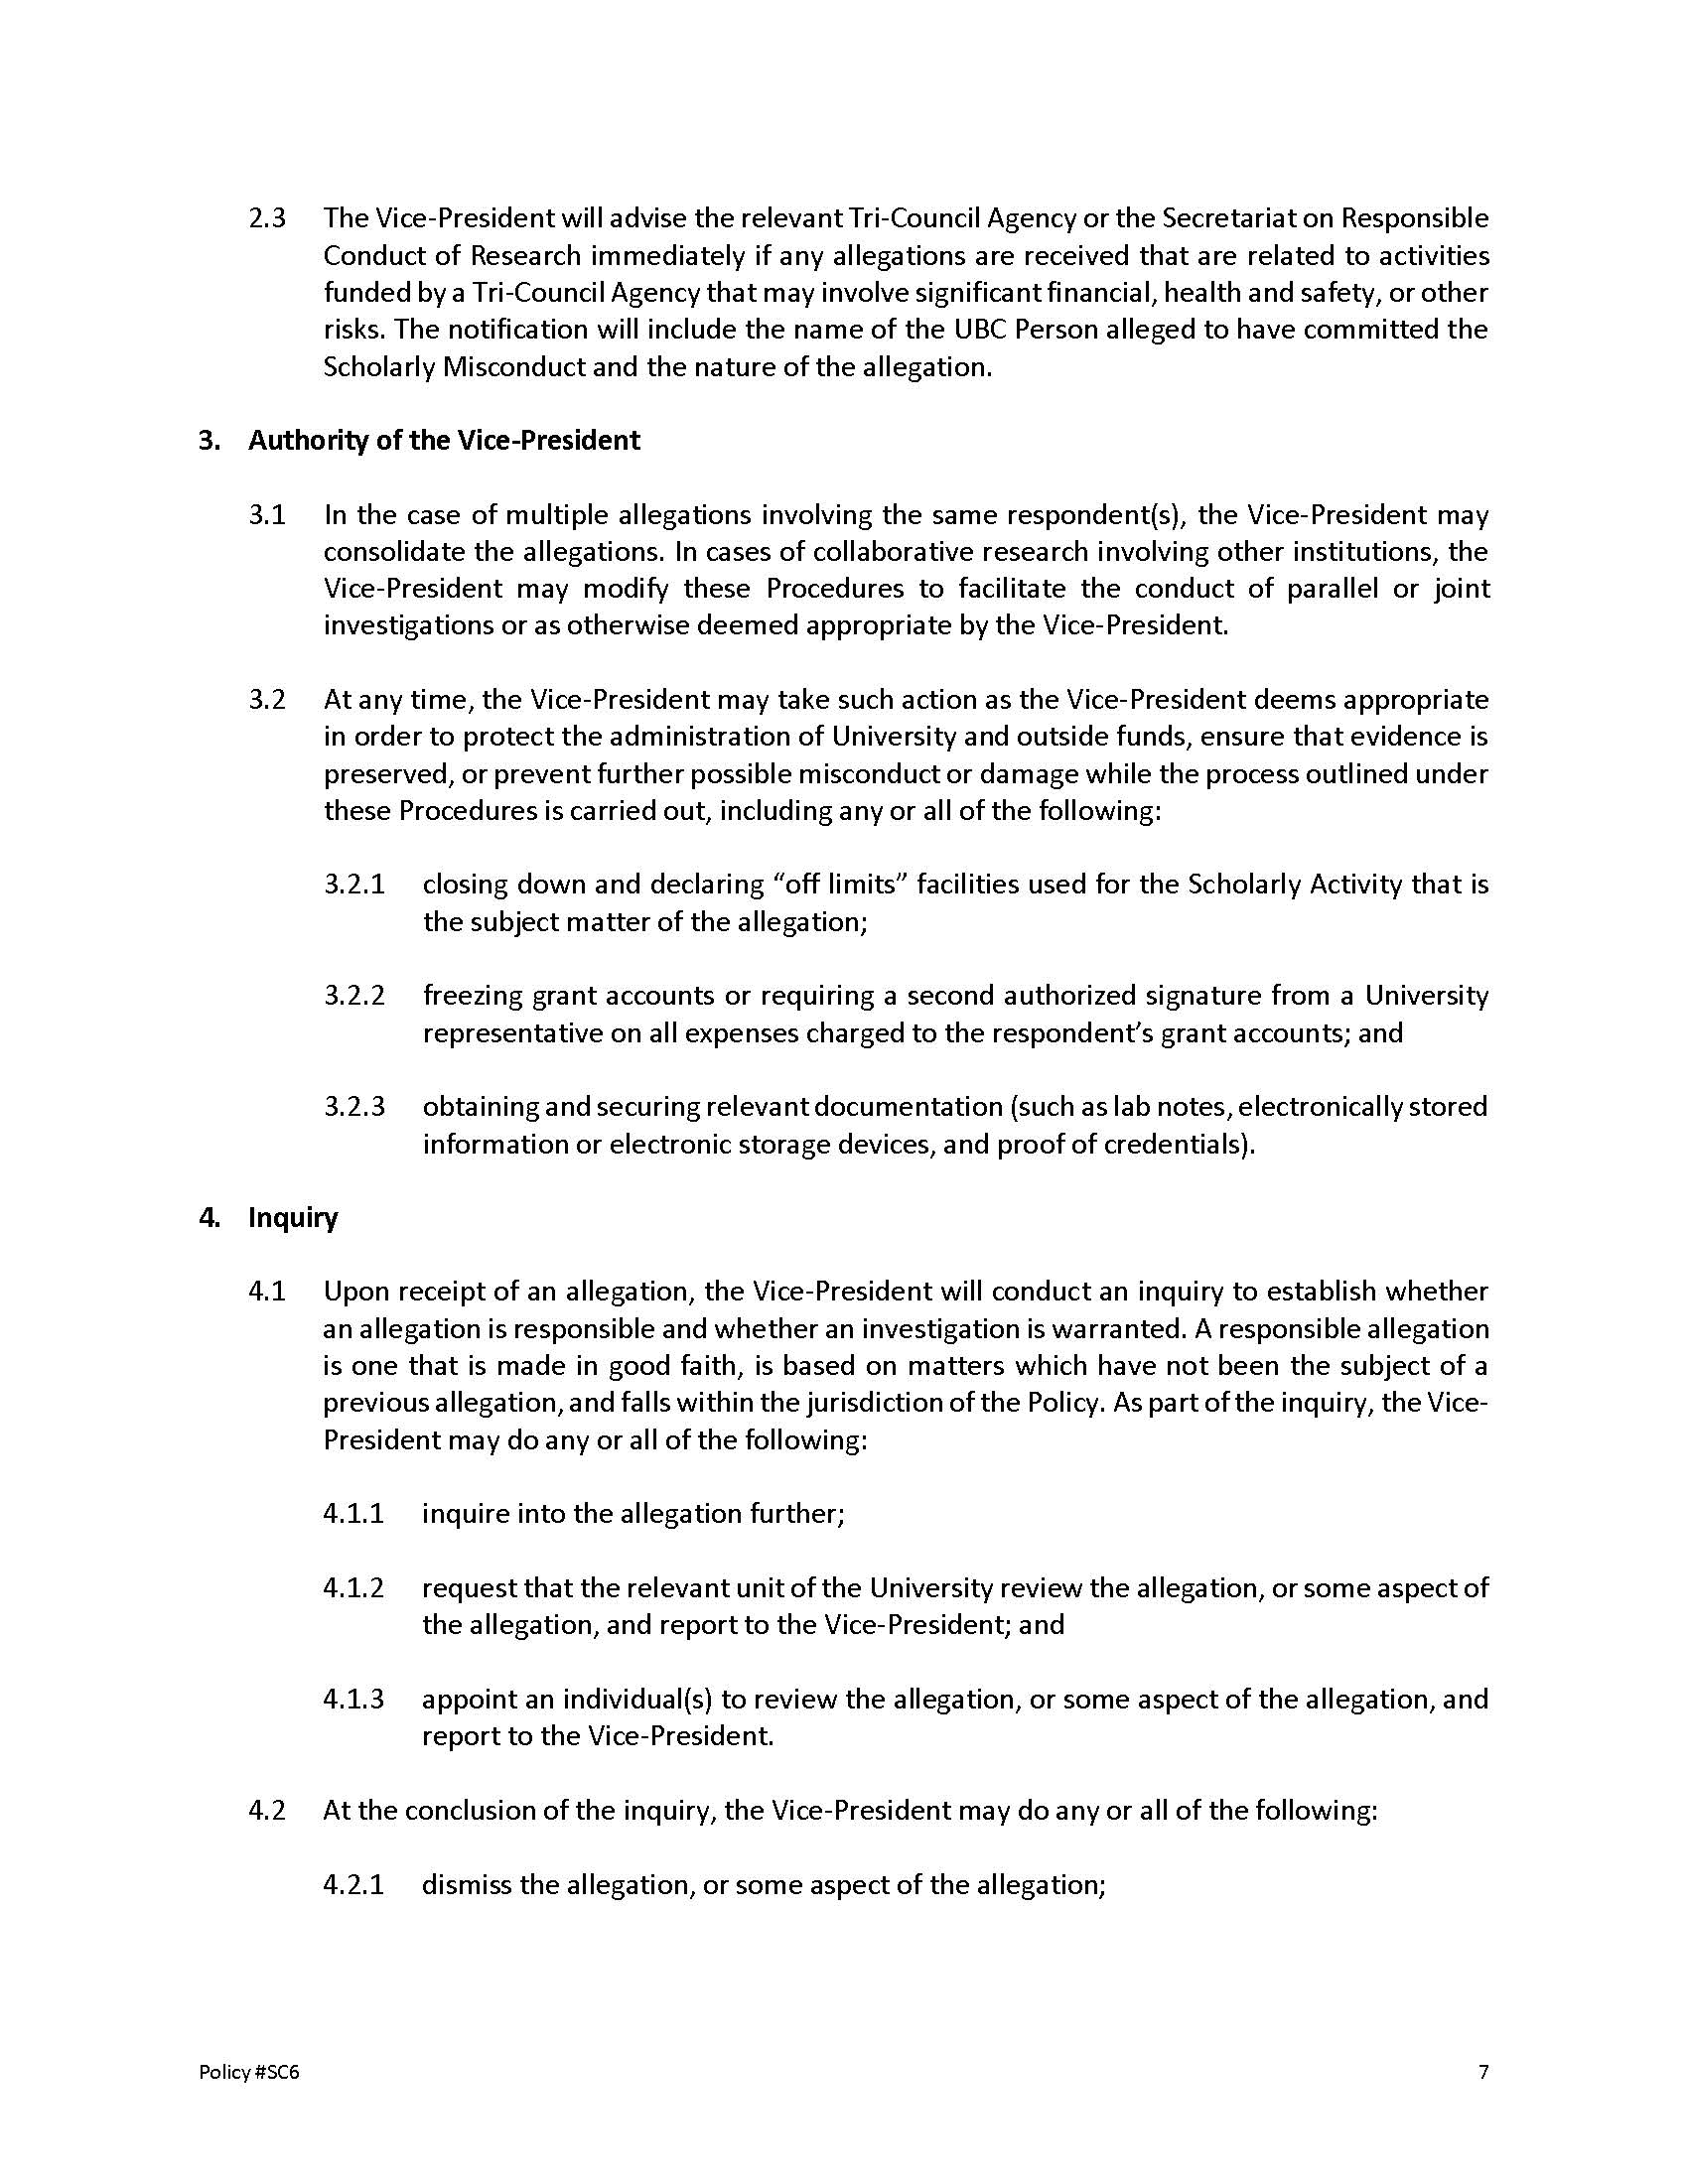 2.3 The Vice-President will advise the relevant Tri-Council Agency or the Secretariat on Responsible
Conduct of Research immediately if any allegations are received that are related to activities
funded by a Tri-Council Agency that may involve significant financial, health and safety, or other
risks. The notification will include the name of the UBC Person alleged to have committed the
Scholarly Misconduct and the nature of the allegation.
3. Authority of the Vice-President
3.1 In the case of multiple allegations involving the same respondent(s), the Vice-President may
consolidate the allegations. In cases of collaborative research involving other institutions, the
Vice-President may modify these Procedures to facilitate the conduct of parallel or joint
investigations or as otherwise deemed appropriate by the Vice-President.
3.2 At any time, the Vice-President may take such action as the Vice-President deems appropriate
in order to protect the administration of University and outside funds, ensure that evidence is
preserved, or prevent further possible misconduct or damage while the process outlined under
these Procedures is carried out, including any or all of the following:
3.2.1 closing down and declaring “off limits” facilities used for the Scholarly Activity that is
the subject matter of the allegation;
3.2.2 freezing grant accounts or requiring a second authorized signature from a University
representative on all expenses charged to the respondent’s grant accounts; and
3.2.3 obtaining and securing relevant documentation (such as lab notes, electronically stored
information or electronic storage devices, and proof of credentials).
4. Inquiry
4.1 Upon receipt of an allegation, the Vice-President will conduct an inquiry to establish whether
an allegation is responsible and whether an investigation is warranted. A responsible allegation
is one that is made in good faith, is based on matters which have not been the subject of a
previous allegation, and falls within the jurisdiction of the Policy. As part of the inquiry, the Vice-
President may do any or all of the following:
4.1.1 inquire into the allegation further;
4.1.2 request that the relevant unit of the University review the allegation, or some aspect of
the allegation, and report to the Vice-President; and
4.1.3 appoint an individual(s) to review the allegation, or some aspect of the allegation, and
report to the Vice-President.
4.2 At the conclusion of the inquiry, the Vice-President may do any or all of the following:
4.2.1 dismiss the allegation, or some aspect of the allegation;
Policy #SC6 7